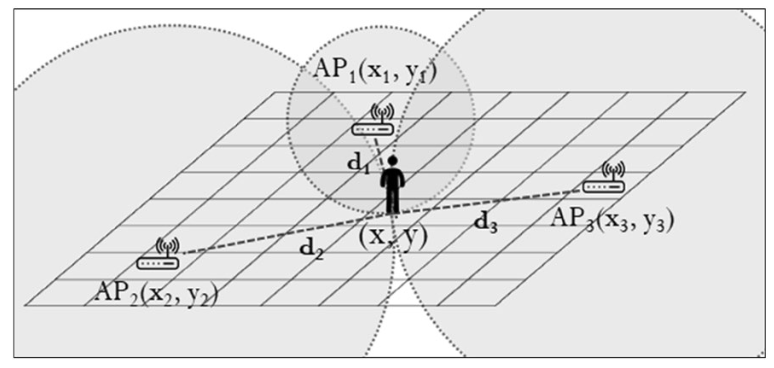 AP₁(x₁, y₁)
d₁
AP₃(x₃, y₃)
d₃
(x, y)
d₂
AP₂(x₂, y₂)